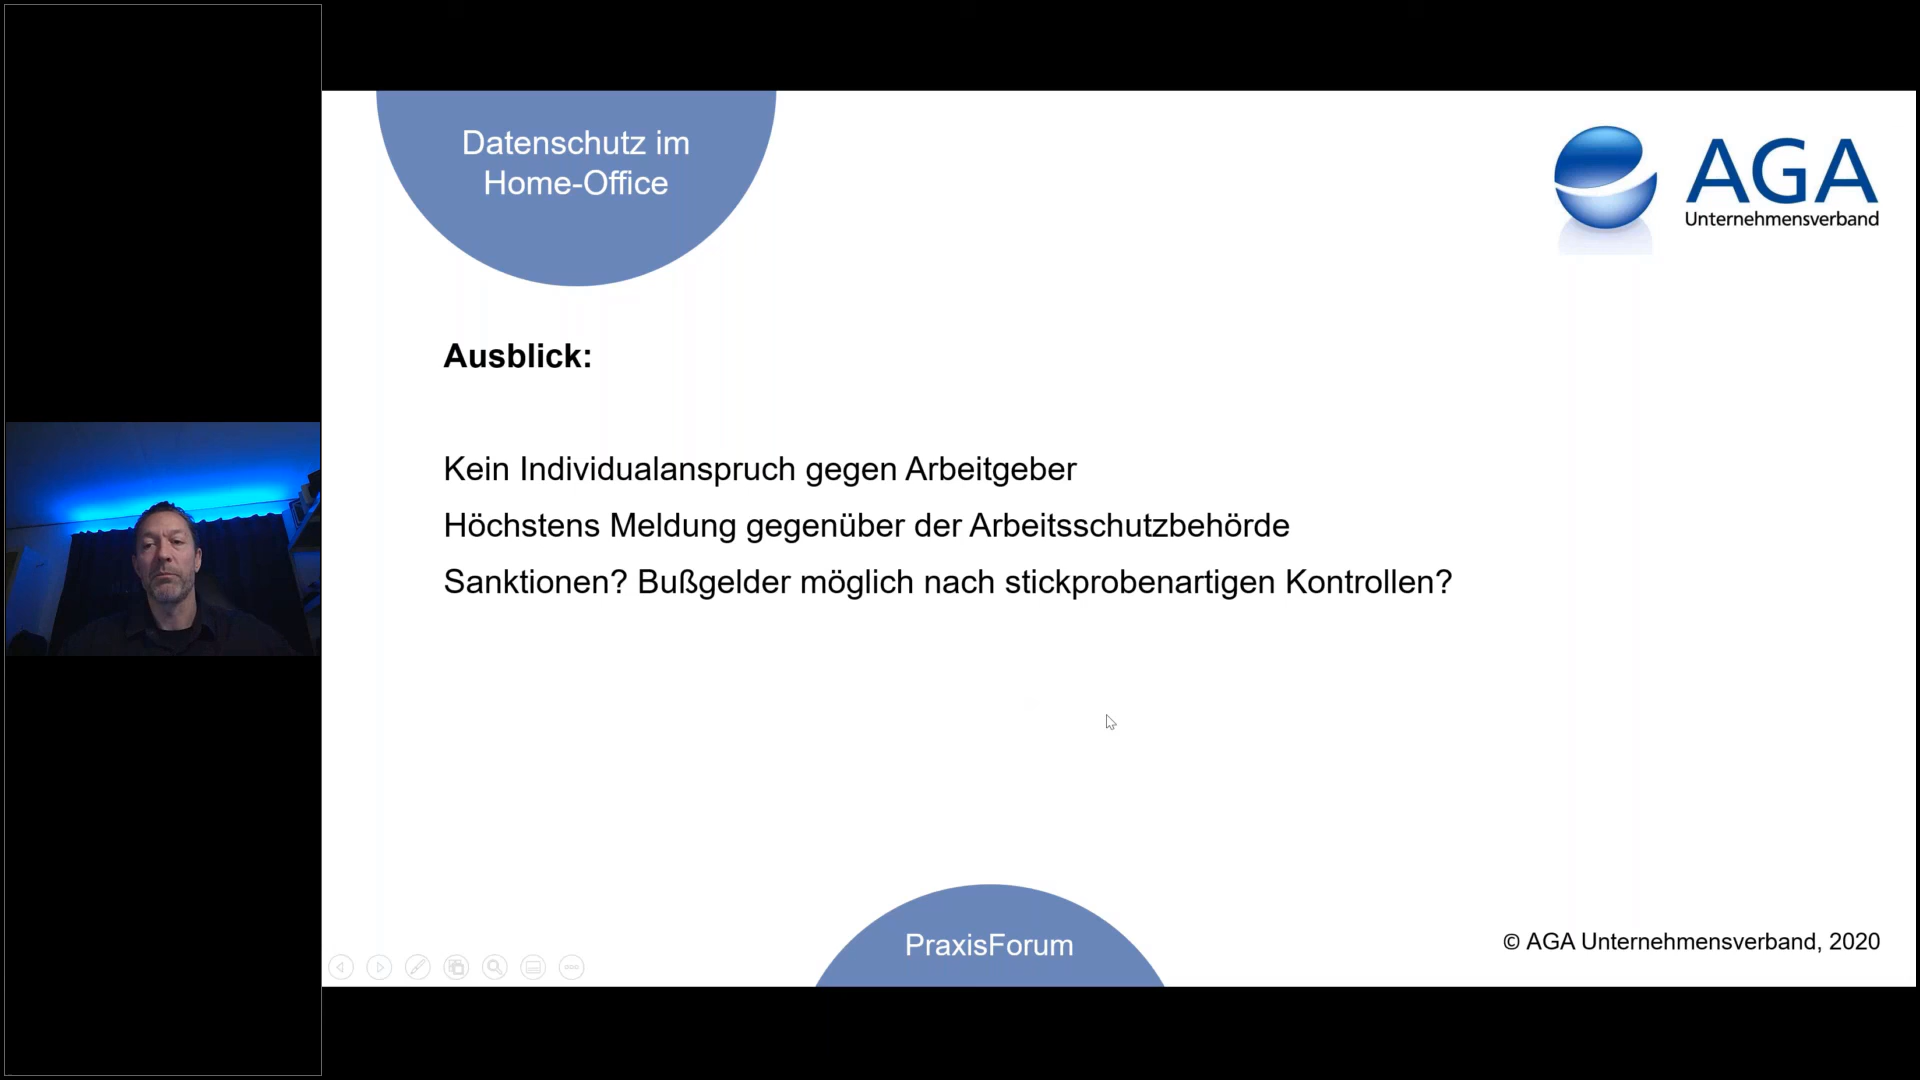 Datenschutz im
Home-Office
AGA
Unternehmensverband
Ausblick:
Kein Individualanspruch gegen Arbeitgeber
Höchstens Meldung gegenüber der Arbeitsschutzbehörde
Sanktionen? Bußgelder möglich nach stickprobenartigen Kontrollen?
PraxisForum
© AGA Unternehmensverband, 2020